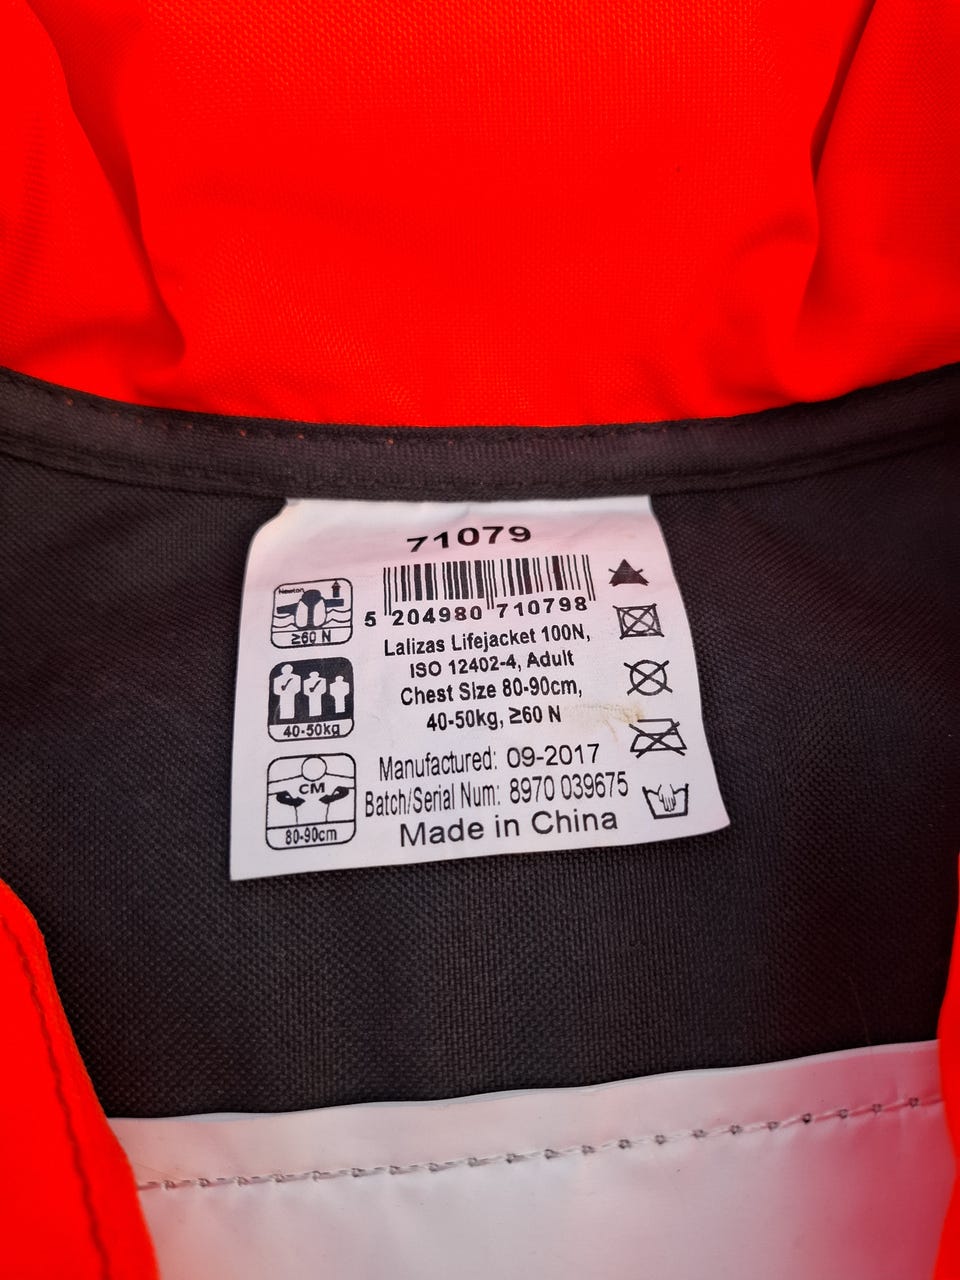 71079
5 204980 710798
Lalizas Lifejacket 100N,
ISO 12402-4, Adult
Chest Size 80-90cm,
40-50kg, ≥60 N
Manufactured: 09-2017
Batch/Serial Num: 8970 039675
Made in China
Newton
≥60 N
40-50kg
CM
80-90cm